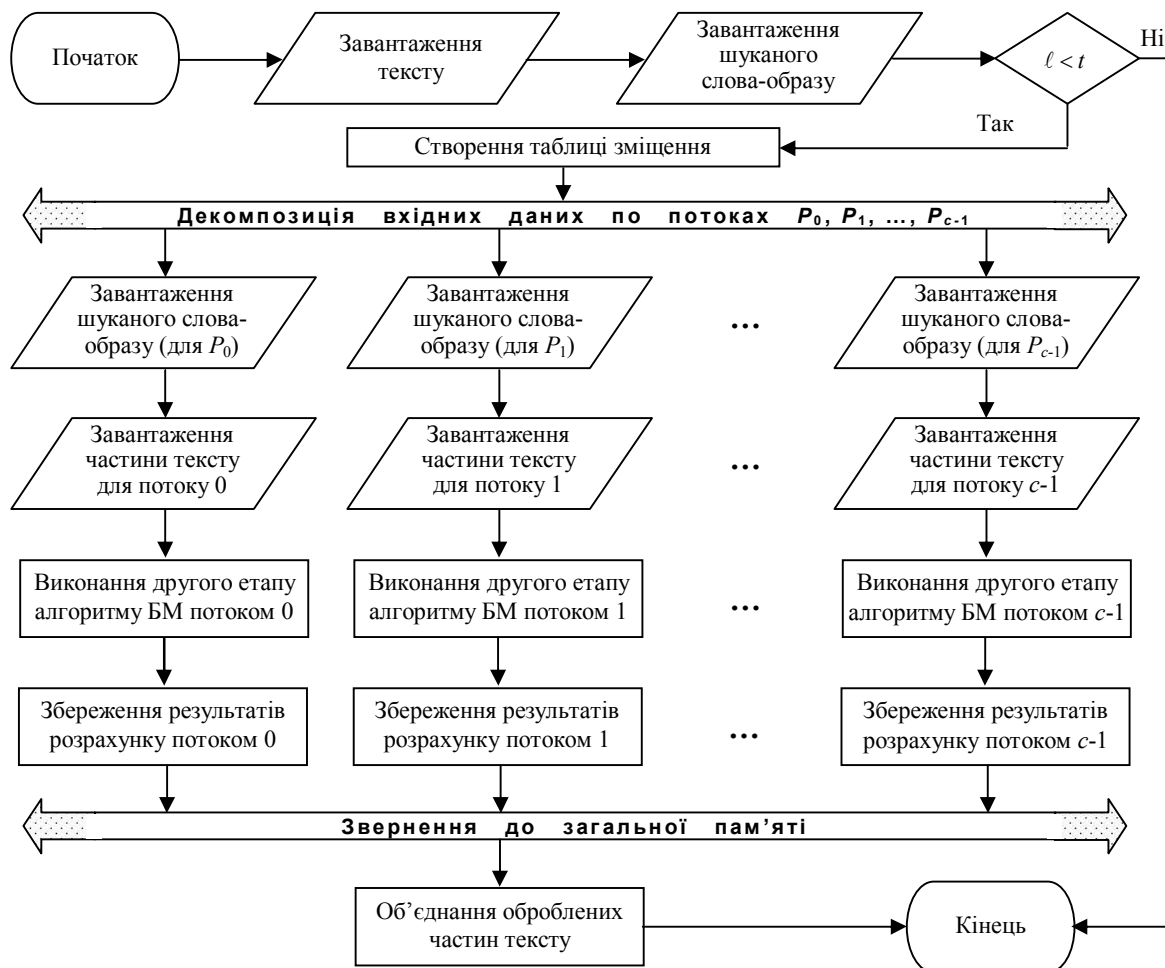 Початок
Завантаження
тексту
Завантаження
шуканого
слова-образу
ℓ < t
Ні
Так
Створення таблиці зміщення
Декомпозиція вхідних даних по потоках P0, P1, …, Pc-1
Завантаження
шуканого слова-
образу (для P0)
Завантаження
шуканого слова-
образу (для P1)
...
Завантаження
шуканого слова-
образу (для Pc-1)
Завантаження
частини тексту
для потоку 0
Завантаження
частини тексту
для потоку 1
...
Завантаження
частини тексту
для потоку c-1
Виконання другого етапу
алгоритму БМ потоком 0
Виконання другого етапу
алгоритму БМ потоком 1
...
Виконання другого етапу
алгоритму БМ потоком c-1
Збереження результатів
розрахунку потоком 0
Збереження результатів
розрахунку потоком 1
...
Збереження результатів
розрахунку потоком c-1
Звернення до загальної пам’яті
Об’єднання оброблених
частин тексту
Кінець